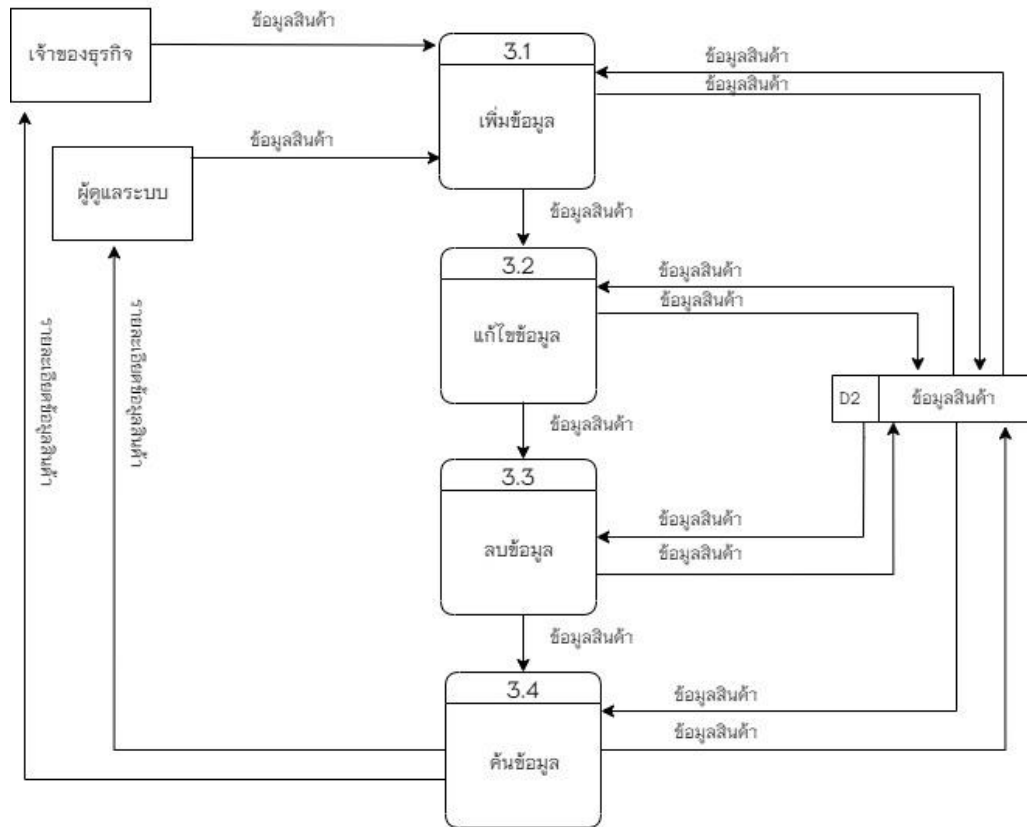 ข้อมูลสินค้า
เจ้าของธุรกิจ
3.1
เพิ่มข้อมูล
ข้อมูลสินค้า
ข้อมูลสินค้า
ข้อมูลสินค้า
ผู้ดูแลระบบ
ข้อมูลสินค้า
3.2
แก้ไขข้อมูล
ข้อมูลสินค้า
ข้อมูลสินค้า
รายละเอียดข้อมูลสินค้า
รายละเอียดข้อมูลสินค้า
D2
ข้อมูลสินค้า
ข้อมูลสินค้า
3.3
ลบข้อมูล
ข้อมูลสินค้า
ข้อมูลสินค้า
ข้อมูลสินค้า
3.4
ค้นข้อมูล
ข้อมูลสินค้า
ข้อมูลสินค้า